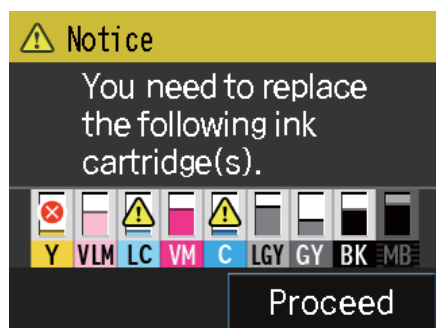 Notice
You need to replace
the following ink
cartridge(s).
Y VLM LC VM C LGY GY BK MB
Proceed